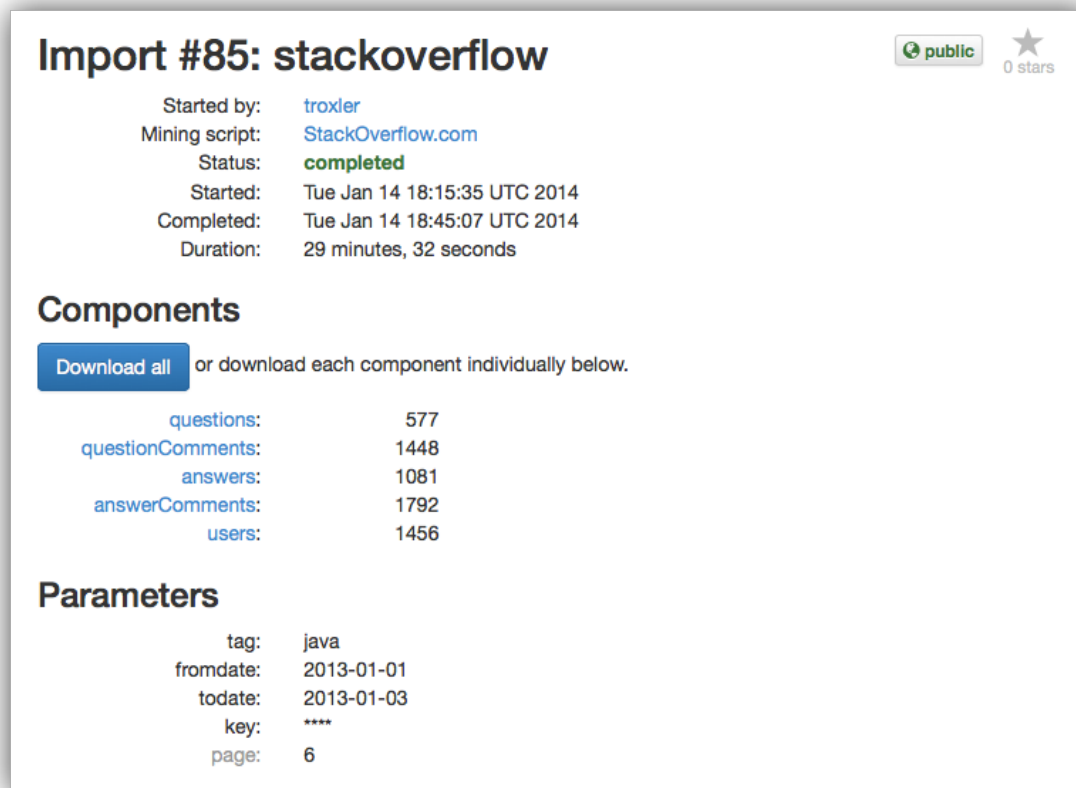 Import #85: stackoverflow
public
0 stars
Started by: troxler
Mining script: StackOverflow.com
Status: completed
Started: Tue Jan 14 18:15:35 UTC 2014
Completed: Tue Jan 14 18:45:07 UTC 2014
Duration: 29 minutes, 32 seconds
Components
Download all or download each component individually below.
questions: 577
questionComments: 1448
answers: 1081
answerComments: 1792
users: 1456
Parameters
tag: java
fromdate: 2013-01-01
todate: 2013-01-03
key: ****
page: 6